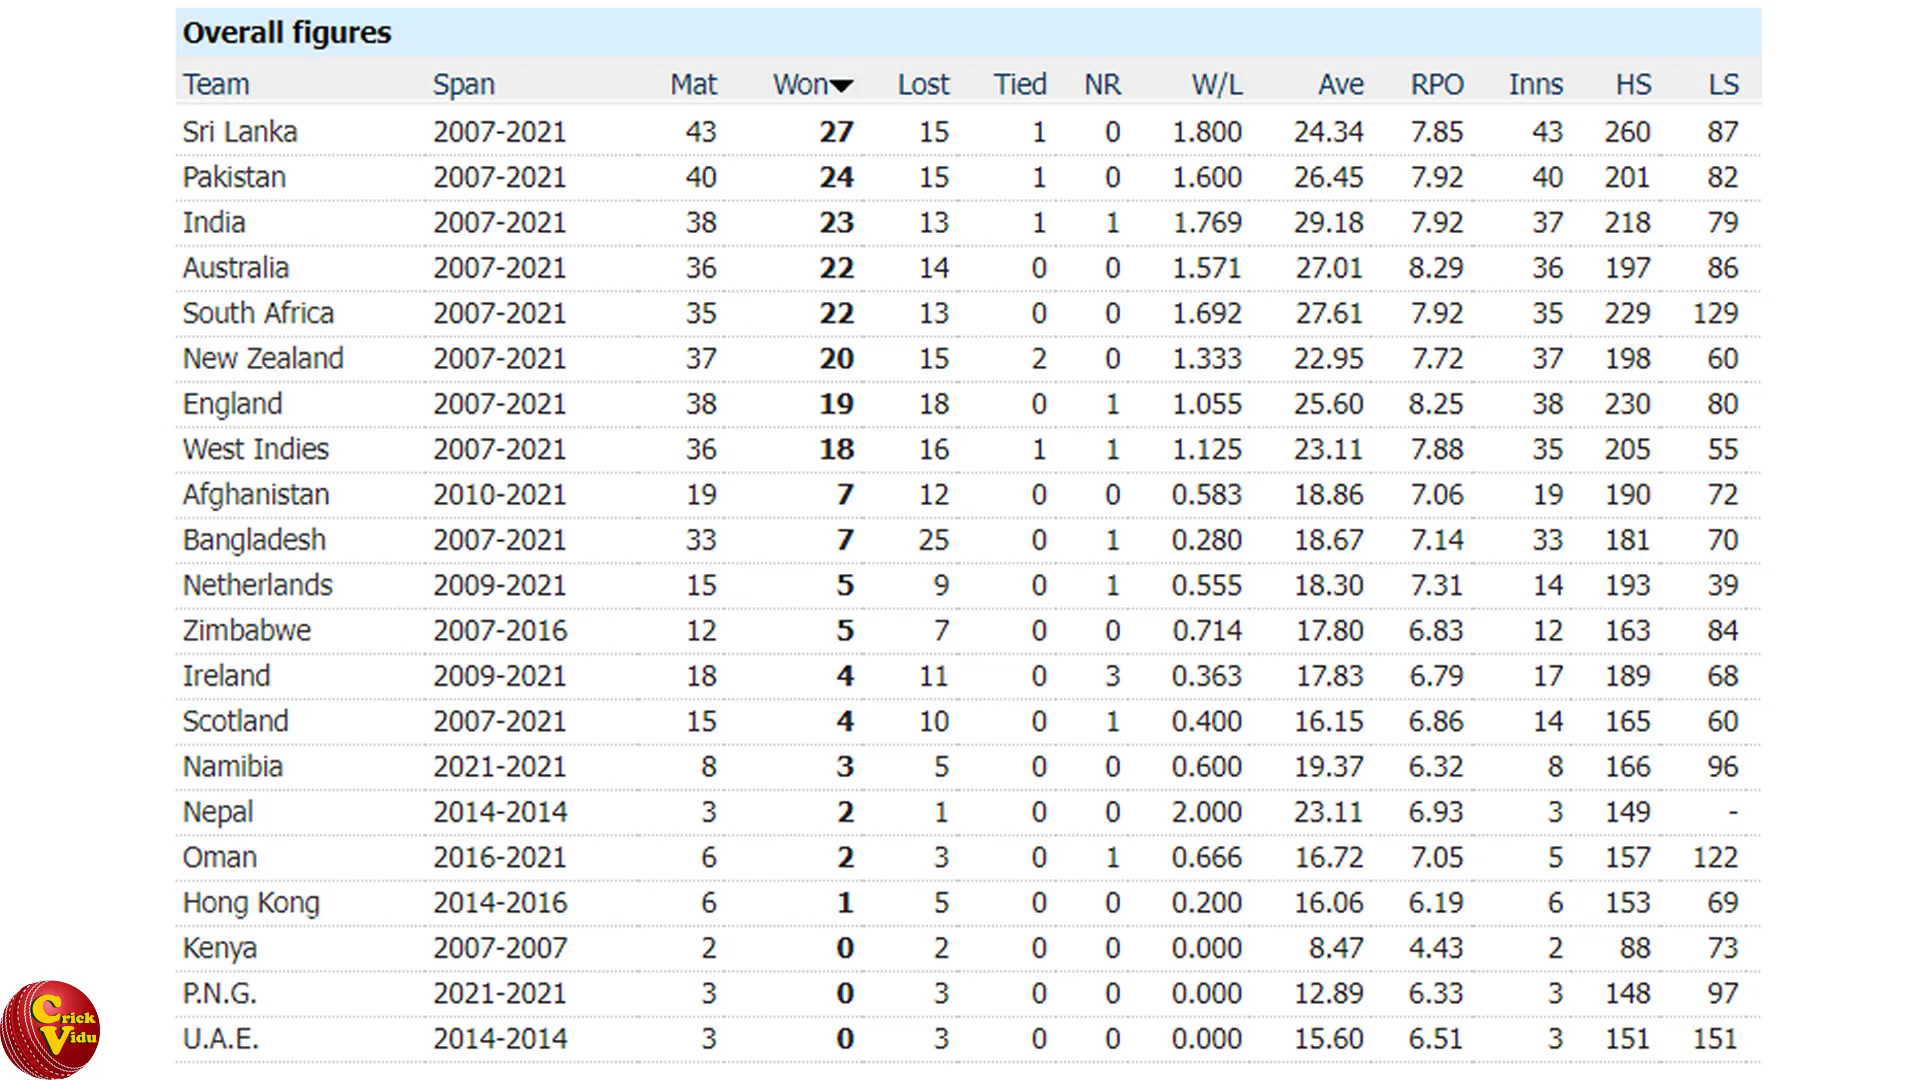 Overall figures
Team Span Mat Won Lost Tied NR W/L Ave RPO Inns HS LS
Sri Lanka 2007-2021 43 27 15 1 0 1.800 24.34 7.85 43 260 87
Pakistan 2007-2021 40 24 15 1 0 1.600 26.45 7.92 40 201 82
India 2007-2021 38 23 13 1 1 1.769 29.18 7.92 37 218 79
Australia 2007-2021 36 22 14 0 0 1.571 27.01 8.29 36 197 86
South Africa 2007-2021 35 22 13 0 0 1.692 27.61 7.92 35 229 129
New Zealand 2007-2021 37 20 15 2 0 1.333 22.95 7.72 37 198 60
England 2007-2021 38 19 18 0 1 1.055 25.60 8.25 38 230 80
West Indies 2007-2021 36 18 16 1 1 1.125 23.11 7.88 35 205 55
Afghanistan 2010-2021 19 7 12 0 0 0.583 18.86 7.06 19 190 72
Bangladesh 2007-2021 33 7 25 0 1 0.280 18.67 7.14 33 181 70
Netherlands 2009-2021 15 5 9 0 1 0.555 18.30 7.31 14 193 39
Zimbabwe 2007-2016 12 5 7 0 0 0.714 17.80 6.83 12 163 84
Ireland 2009-2021 18 4 11 0 3 0.363 17.83 6.79 17 189 68
Scotland 2007-2021 15 4 10 0 1 0.400 16.15 6.86 14 165 60
Namibia 2021-2021 8 3 5 0 0 0.600 19.37 6.32 8 166 96
Nepal 2014-2014 3 2 1 0 0 2.000 23.11 6.93 3 149 -
Oman 2016-2021 6 2 3 0 1 0.666 16.72 7.05 5 157 122
Hong Kong 2014-2016 6 1 5 0 0 0.200 16.06 6.19 6 153 69
Kenya 2007-2007 2 0 2 0 0 0.000 8.47 4.43 2 88 73
P.N.G. 2021-2021 3 0 3 0 0 0.000 12.89 6.33 3 148 97
U.A.E. 2014-2014 3 0 3 0 0 0.000 15.60 6.51 3 151 151
Crick
Vidu